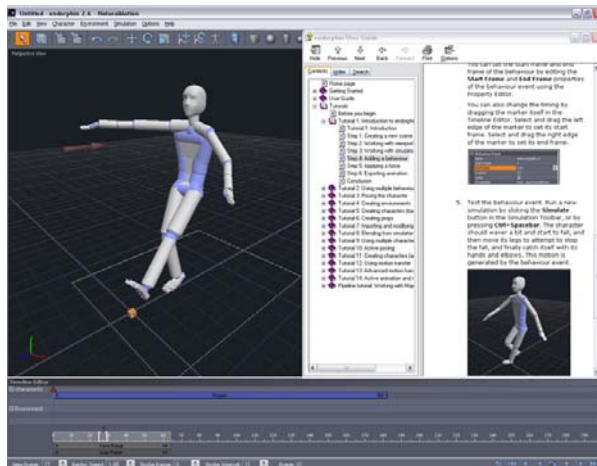 Untitled - endorphin 2.6 - NaturalMotion
File Edit View Character Environment Simulation Options Help
Perspective View
endorphin User Guide
Hide Previous Next Back Forward Print Options
Contents Index Search
Home page
Getting Started
User Guide
Tutorials
Before you begin
Tutorial 1: Introduction to endorphin
Tutorial 1: Introduction
Step 1: Creating a new scene
Step 2: Working with viewports
Step 3: Working with simulation
Step 4: Adding a behaviour
Step 5: Applying a force
Step 6: Exporting animation
Conclusion
Tutorial 2: Using multiple behaviours
Tutorial 3: Posing the character
Tutorial 4: Creating environments
Tutorial 5: Creating characters
Tutorial 6: Creating props
Tutorial 7: Importing and modifying
Tutorial 8: Blending from simulation
Tutorial 9: Using multiple characters
Tutorial 10: Active posing
Tutorial 11: Creating characters
Tutorial 12: Using motion transfer
Tutorial 13: Advanced motion
Tutorial 14: Active animation and
Pipeline tutorial: Working with
You can set the start frame and end
frame of the behaviour by editing the
Start Frame and End Frame properties
of the behaviour event using the
Property Editor.
You can also change the timing by
dragging the marker itself in the
Timeline Editor. Select and drag the left
edge of the marker to set its start
frame. Select and drag the right edge
of the marker to set its end frame.
5. Test the behaviour event. Run a new
simulation by clicking the Simulate
button in the Simulation Toolbar, or by
pressing Ctrl+Spacebar. The character
should waver a bit and start to fall, and
then move its legs to attempt to stop
the fall, and finally catch itself with its
hands and elbows. This motion is
generated by the behaviour event.
Timeline Editor
Environment